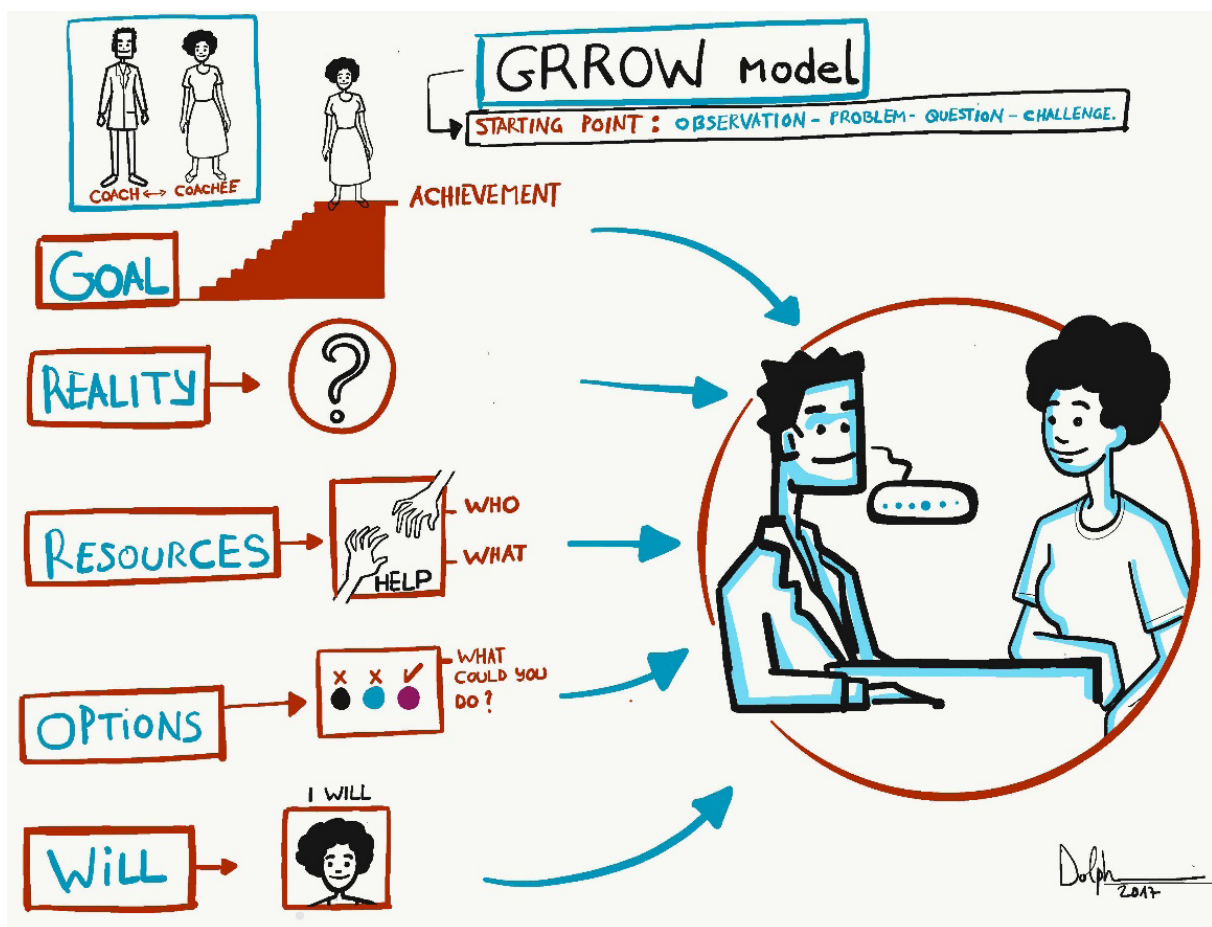 GRROW model
STARTING POINT: OBSERVATION - PROBLEM - QUESTION - CHALLENGE.
COACH ↔ COACHÉE
ACHIEVEMENT
GOAL
REALITY
?
RESOURCES
HELP
WHO
WHAT
OPTIONS
x x ✓
WHAT
COULD YOU
DO?
WILL
I WILL
Dolph
2017